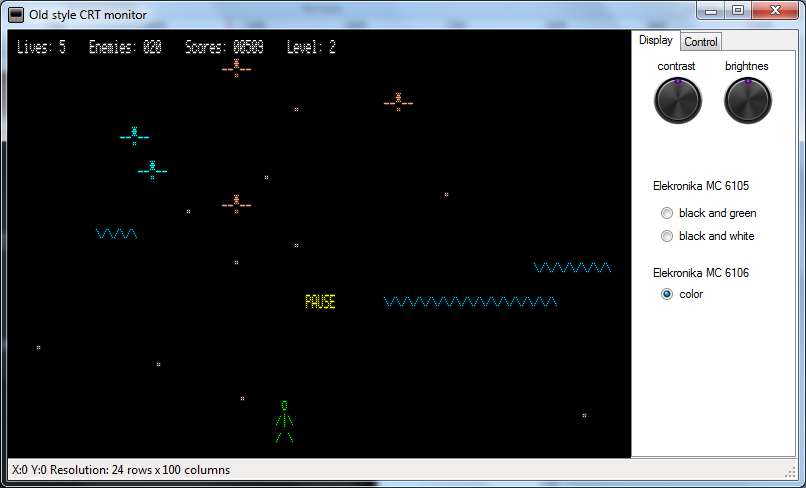 Old style CRT monitor
Lives: 5 Enemies: 020 Scores: 00509 Level: 2
PAUSE
Display Control
contrast brightnes
Elekronika MC 6105
black and green
black and white
Elekronika MC 6106
color
X:0 Y:0 Resolution: 24 rows x 100 columns